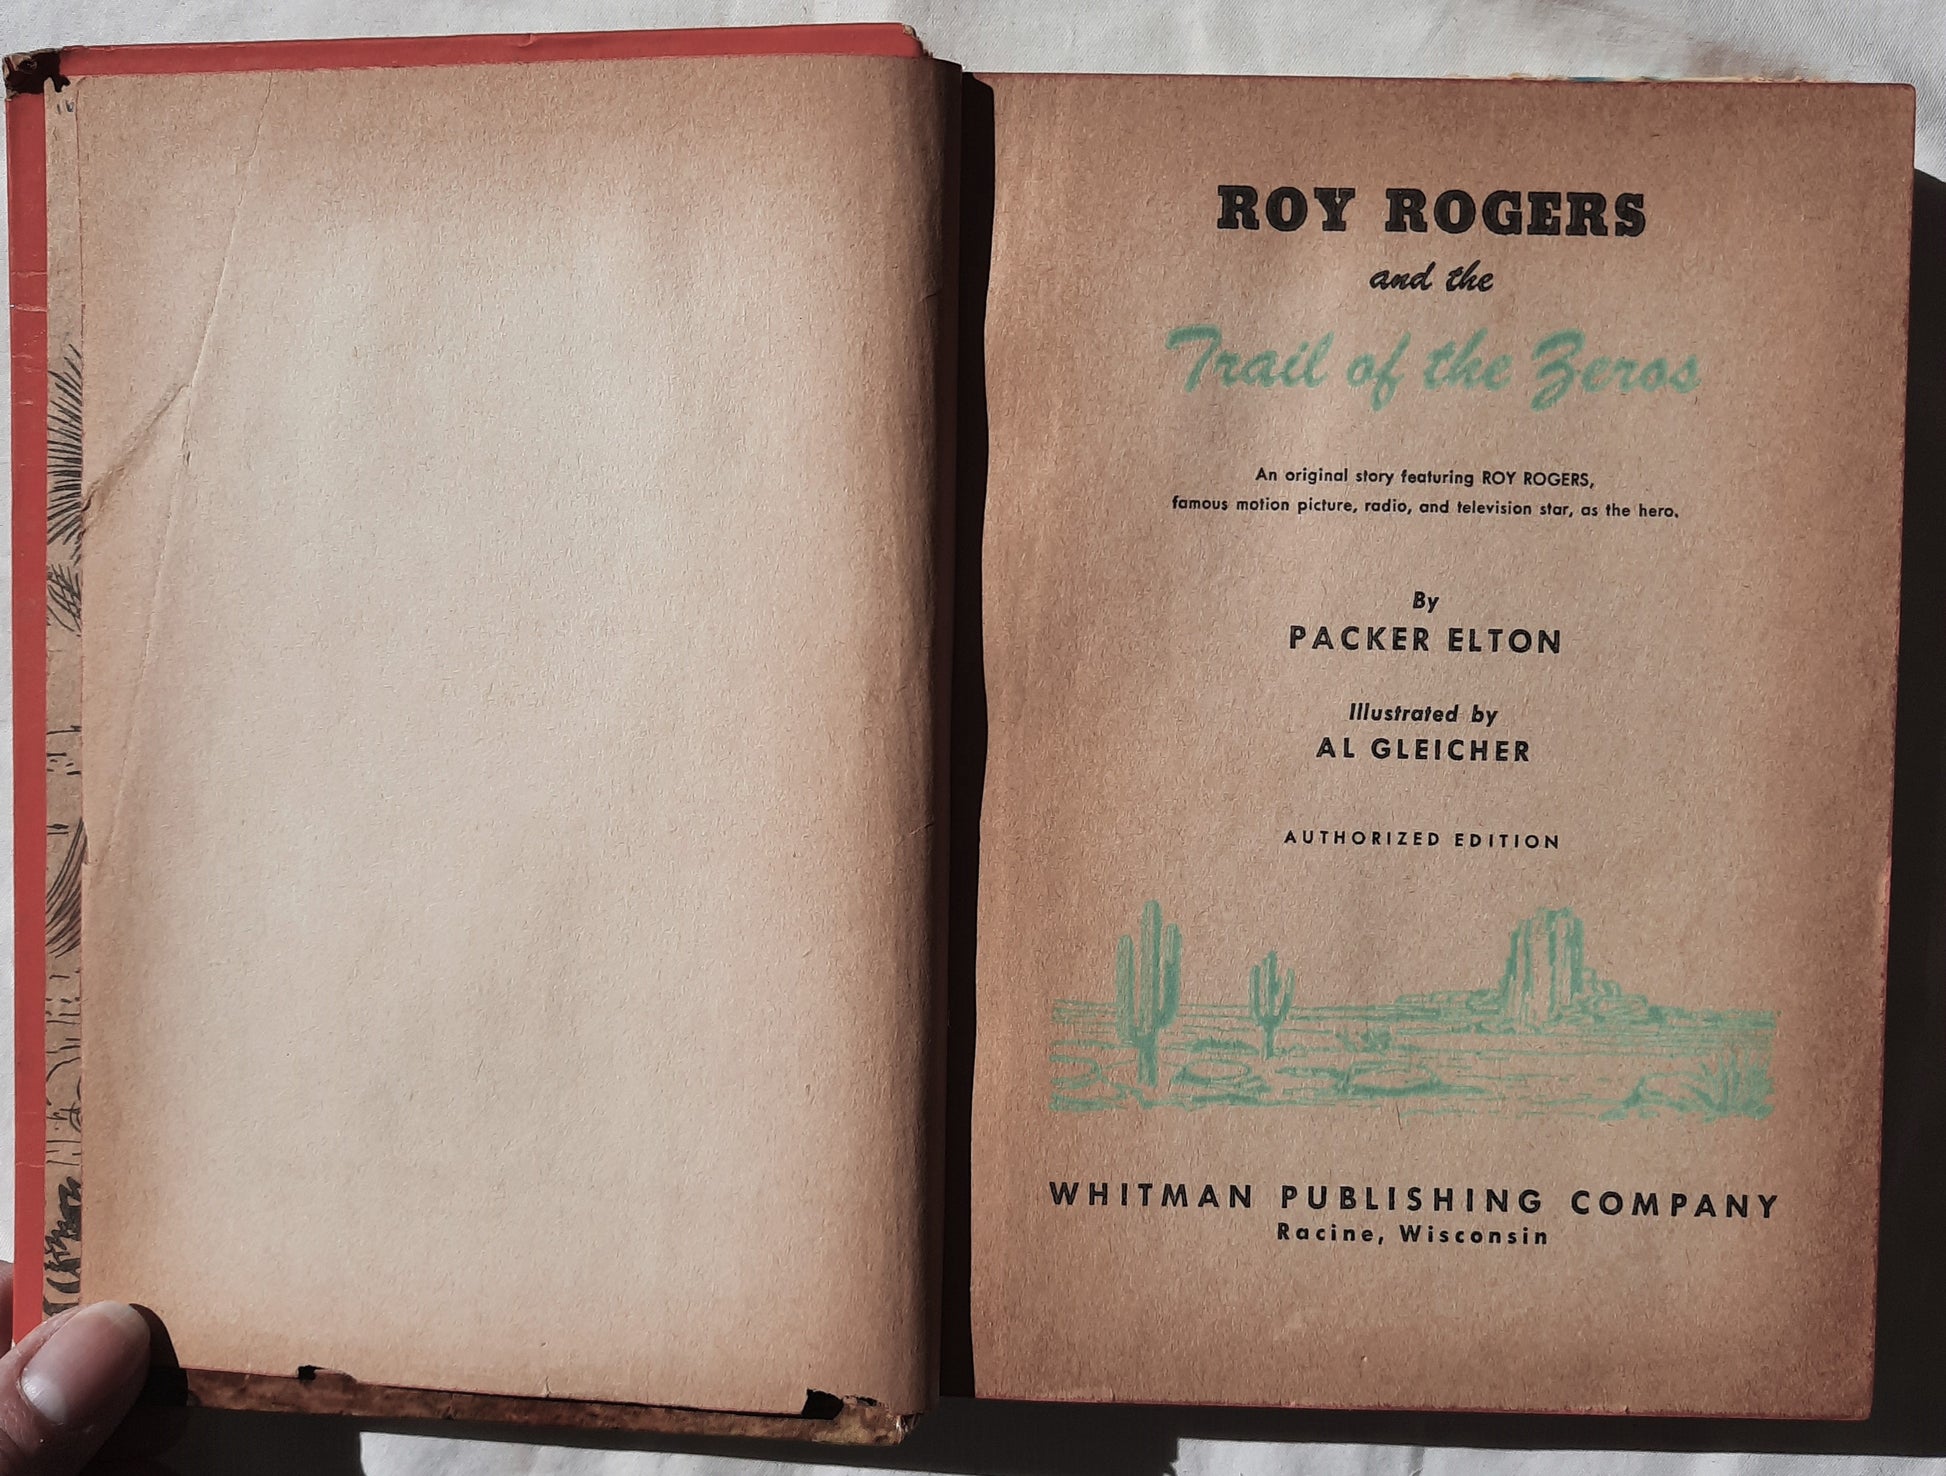 ROY ROGERS
and the
Trail of the Zeros
An original story featuring ROY ROGERS,
famous motion picture, radio, and television star, as the hero.
By
PACKER ELTON
Illustrated by
AL GLEICHER
AUTHORIZED EDITION
WHITMAN PUBLISHING COMPANY
Racine, Wisconsin